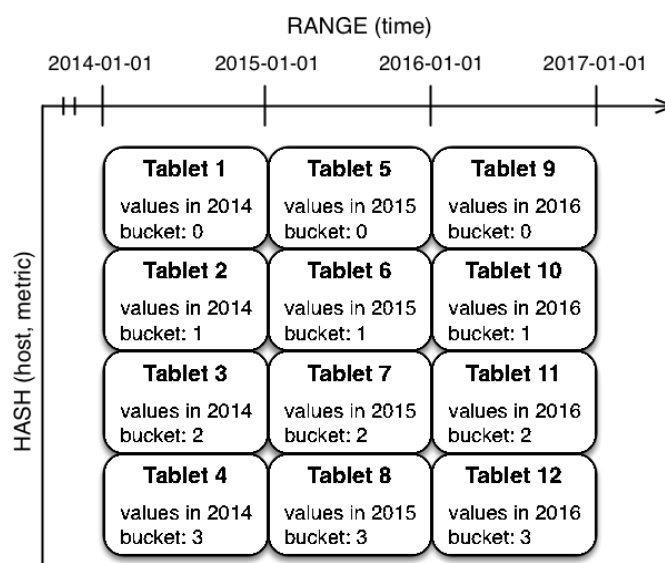 RANGE (time)
2014-01-01 2015-01-01 2016-01-01 2017-01-01
HASH (host, metric)
Tablet 1 Tablet 5 Tablet 9
values in 2014 values in 2015 values in 2016
bucket: 0 bucket: 0 bucket: 0
Tablet 2 Tablet 6 Tablet 10
values in 2014 values in 2015 values in 2016
bucket: 1 bucket: 1 bucket: 1
Tablet 3 Tablet 7 Tablet 11
values in 2014 values in 2015 values in 2016
bucket: 2 bucket: 2 bucket: 2
Tablet 4 Tablet 8 Tablet 12
values in 2014 values in 2015 values in 2016
bucket: 3 bucket: 3 bucket: 3